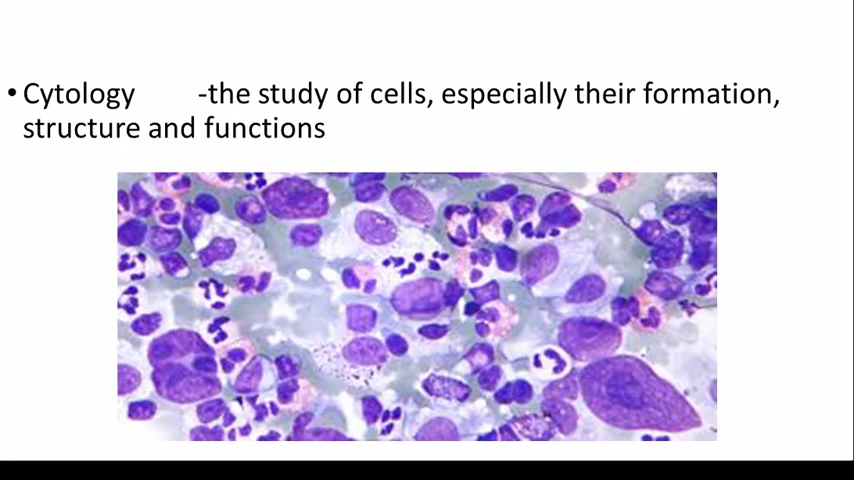 • Cytology -the study of cells, especially their formation,
structure and functions